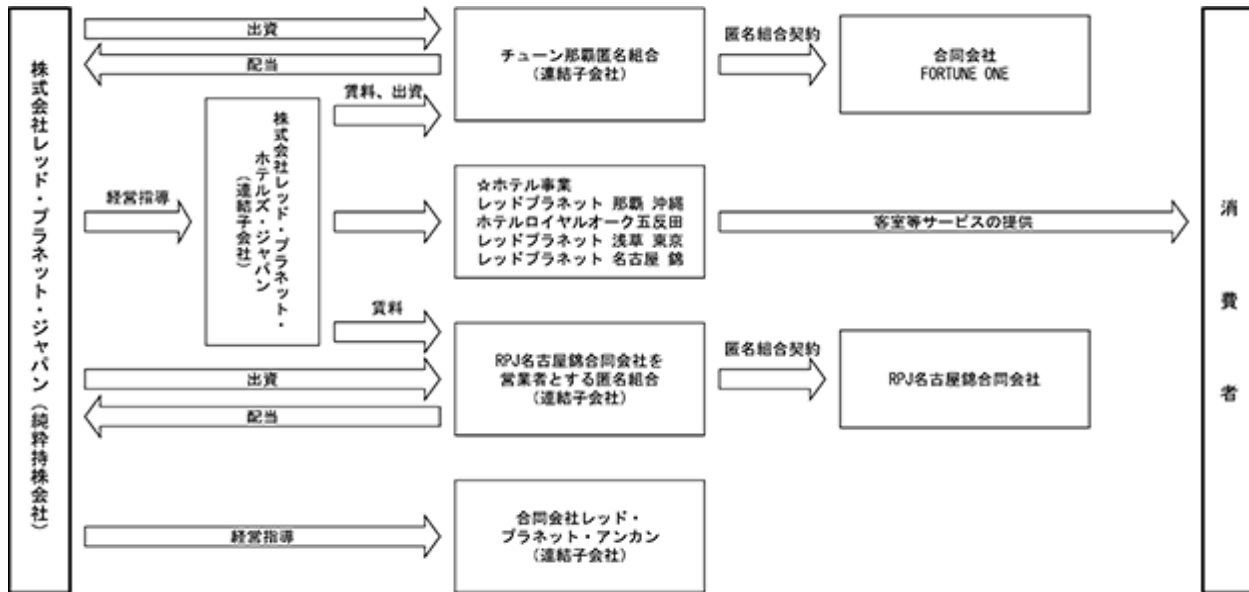 株式会社レッド・プラネット・ジャパン（純粋持株会社）
出資
配当
チューン那覇匿名組合
（連結子会社）
匿名組合契約
合同会社
FORTUNE ONE
賃料、出資
株式会社レッド・プラネット・
ホテルズ・ジャパン
（連結子会社）
経営指導
☆ホテル事業
レッドプラネット 那覇 沖縄
ホテルロイヤルオーク五反田
レッドプラネット 浅草 東京
レッドプラネット 名古屋 錦
客室等サービスの提供
消費者
賃料
RPJ名古屋錦合同会社を
営業者とする匿名組合
（連結子会社）
匿名組合契約
RPJ名古屋錦合同会社
出資
配当
合同会社レッド・
プラネット・アンカン
（連結子会社）
経営指導